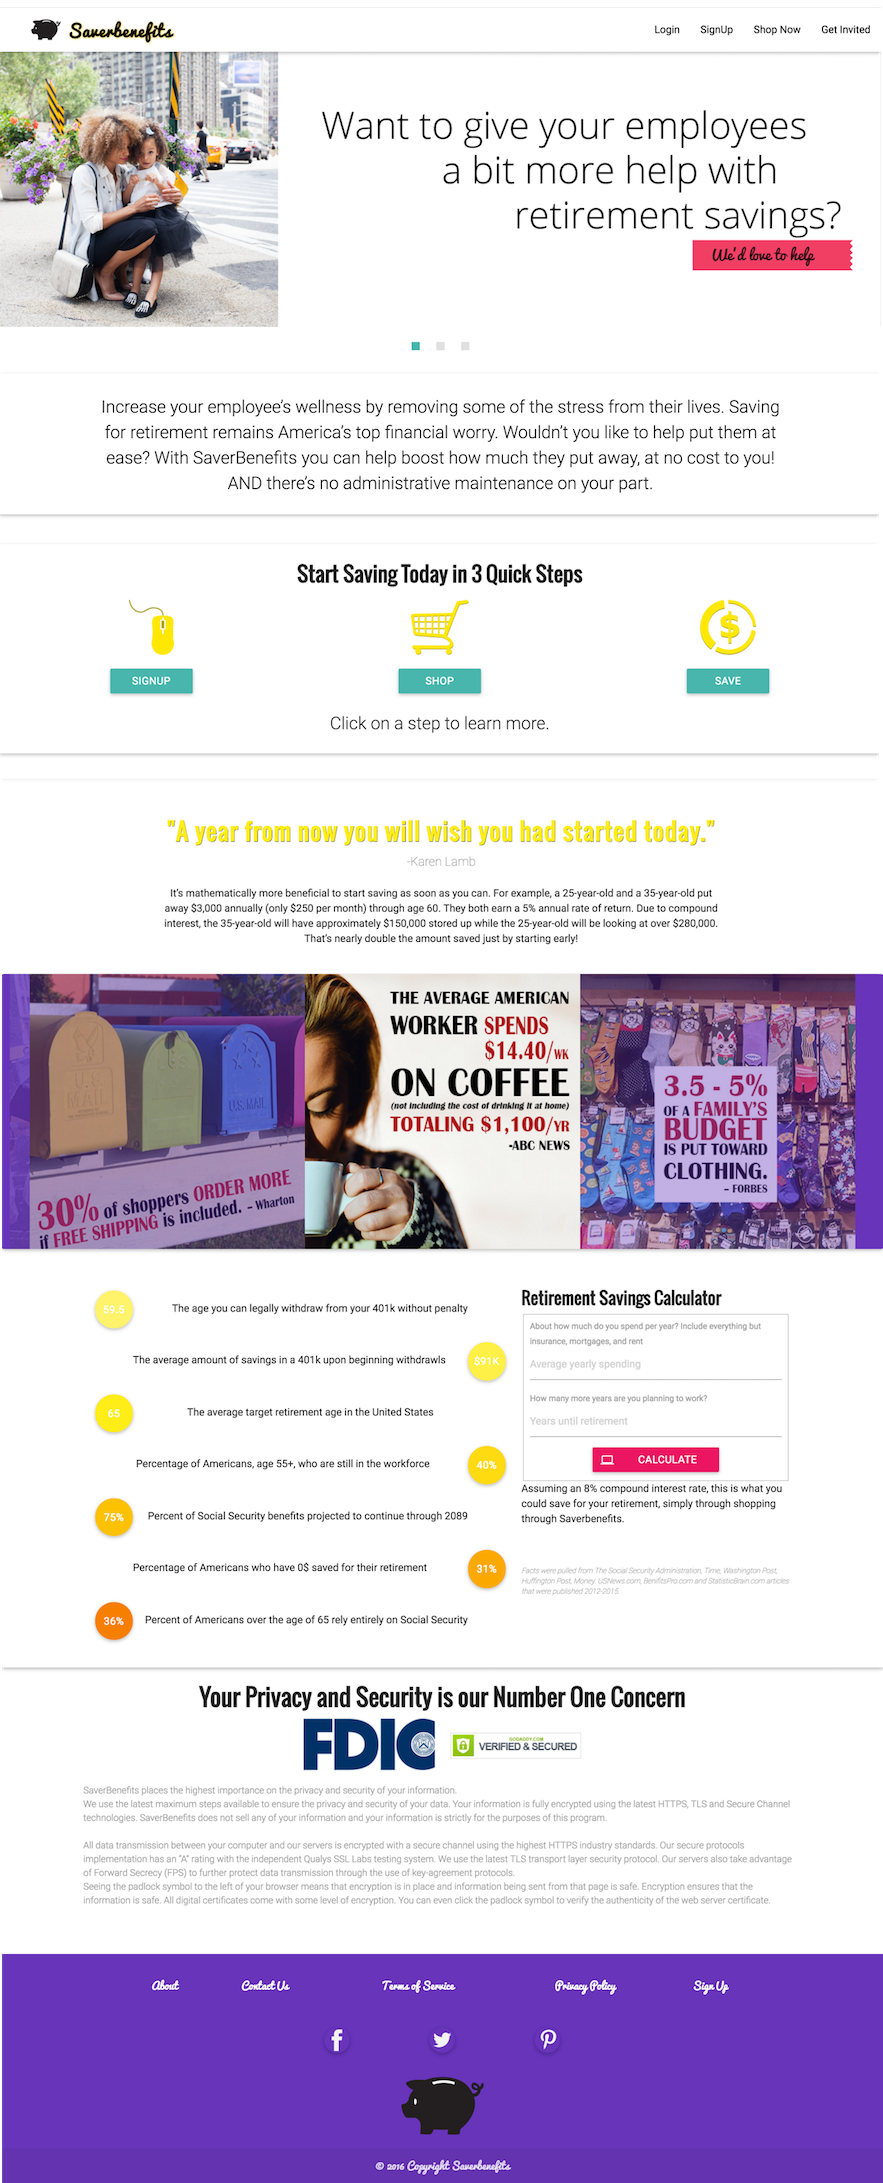 Saverbenefits
Login SignUp Shop Now Get Invited
Want to give your employees
a bit more help with
retirement savings?
We'd love to help
Increase your employee's wellness by removing some of the stress from their lives. Saving
for retirement remains America's top financial worry. Wouldn't you like to help put them at
ease? With SaverBenefits you can help boost how much they put away, at no cost to you!
AND there's no administrative maintenance on your part.
Start Saving Today in 3 Quick Steps
SIGNUP SHOP SAVE
Click on a step to learn more.
"A year from now you will wish you had started today."
-Karen Lamb
It's mathematically more beneficial to start saving as soon as you can. For example, a 25-year-old and a 35-year-old put
away $3,000 annually (only $250 per month) through age 60. They both earn a 5% annual rate of return. Due to compound
interest, the 35-year-old will have approximately $150,000 stored up while the 25-year-old will be looking at over $280,000.
That's nearly double the amount saved just by starting early!
U.S. MAIL
30% of shoppers ORDER MORE
if FREE SHIPPING is included. - Wharton
THE AVERAGE AMERICAN
WORKER SPENDS
$14.40/WK
ON COFFEE
(not including the cost of drinking it at home)
TOTALING $1,100/YR
-ABC NEWS
3.5 - 5%
OF A FAMILY'S
BUDGET
IS PUT TOWARD
CLOTHING.
- FORBES
59.5 The age you can legally withdraw from your 401k without penalty
The average amount of savings in a 401k upon beginning withdrawls $91K
65 The average target retirement age in the United States
Percentage of Americans, age 55+, who are still in the workforce 40%
75% Percent of Social Security benefits projected to continue through 2089
Percentage of Americans who have 0$ saved for their retirement 31%
36% Percent of Americans over the age of 65 rely entirely on Social Security
Retirement Savings Calculator
About how much do you spend per year? Include everything but
insurance, mortgages, and rent
Average yearly spending
How many more years are you planning to work?
Years until retirement
CALCULATE
Assuming an 8% compound interest rate, this is what you
could save for your retirement, simply through shopping
through Saverbenefits.
Facts were pulled from The Social Security Administration, Time, Washington Post,
Huffington Post, Money. USNews.com, BenifitsPro.com and StatisticBrain.com articles
that were published 2012-2015.
Your Privacy and Security is our Number One Concern
FDIC
GODADDY.COM
VERIFIED & SECURED
SaverBenefits places the highest importance on the privacy and security of your information.
We use the latest maximum steps available to ensure the privacy and security of your data. Your information is fully encrypted using the latest HTTPS, TLS and Secure Channel
technologies. SaverBenefits does not sell any of your information and your information is strictly for the purposes of this program.
All data transmission between your computer and our servers is encrypted with a secure channel using the highest HTTPS industry standards. Our secure protocols
implementation has an "A" rating with the independent Qualys SSL Labs testing system. We use the latest TLS transport layer security protocol. Our servers also take advantage
of Forward Secrecy (FPS) to further protect data transmission through the use of key-agreement protocols.
Seeing the padlock symbol to the left of your browser means that encryption is in place and information being sent from that page is safe. Encryption ensures that the
information is safe. All digital certificates come with some level of encryption. You can even click the padlock symbol to verify the authenticity of the web server certificate.
About Contact Us Terms of Service Privacy Policy Sign Up
© 2016 Copyright Saverbenefits